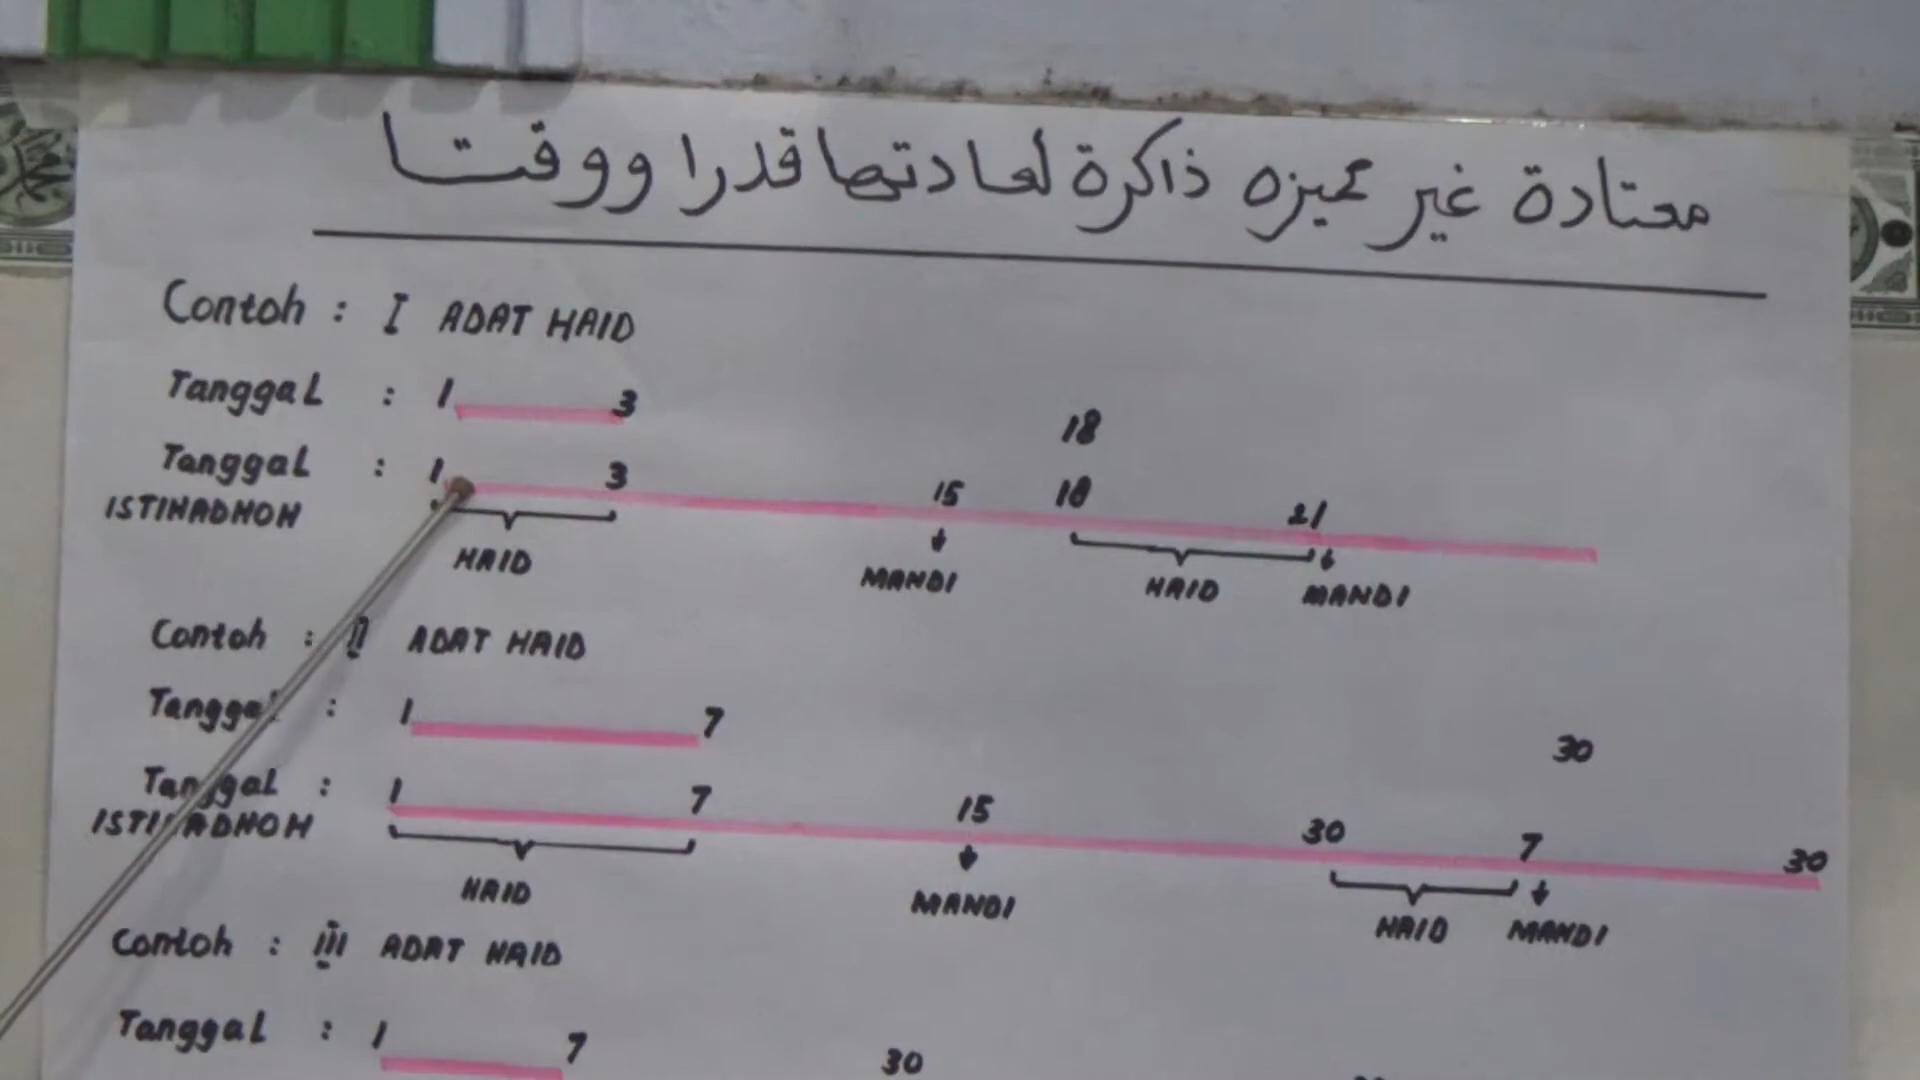 معتادة غير مميزه ذاكرة لعادتها قدرا ووقتا
Contoh : I ADAT HAID
Tanggal : 1 3
18
Tanggal : 1 3 15 18 21
ISTIHADHOH
HAID MANDI HAID MANDI
Contoh : II ADAT HAID
Tanggal : 1 7
30
Tanggal : 1 7 15 30 7 30
ISTIHADHOH
HAID MANDI HAID MANDI
Contoh : III ADAT HAID
Tanggal : 1 7 30